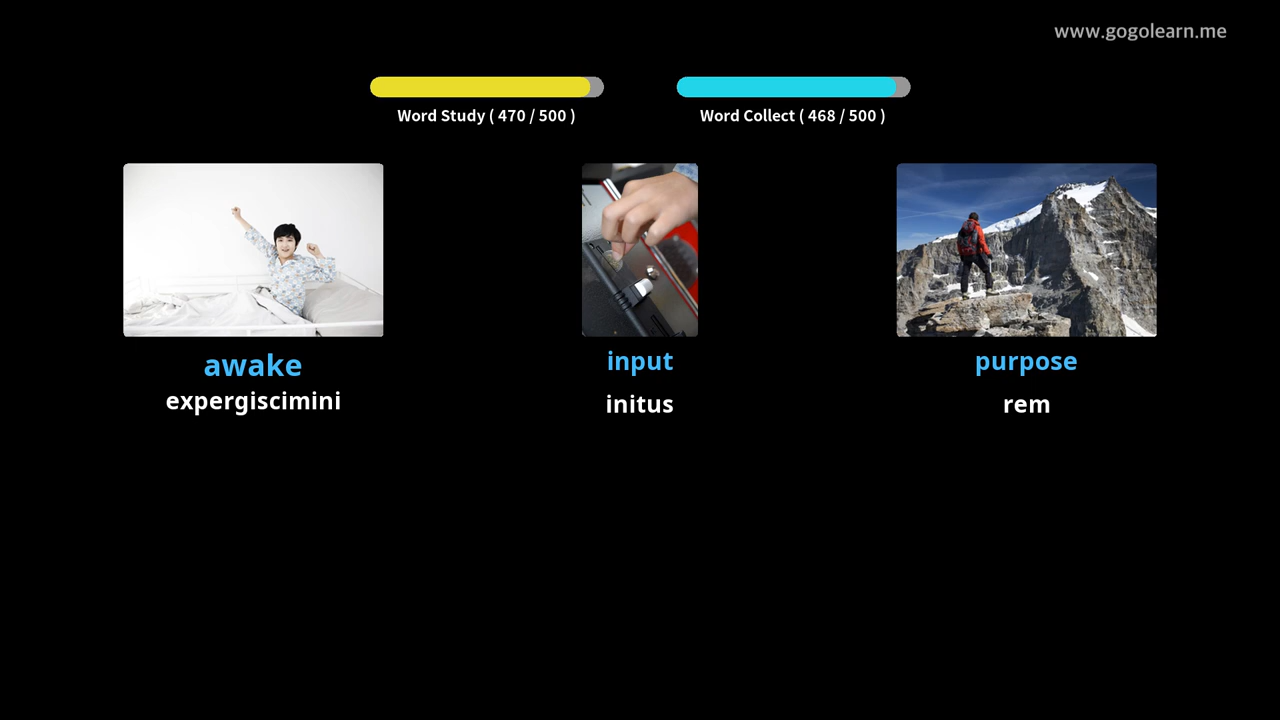 www.gogolearn.me
Word Study ( 470 / 500 )
Word Collect ( 468 / 500 )
awake
expergiscimini
input
initus
purpose
rem